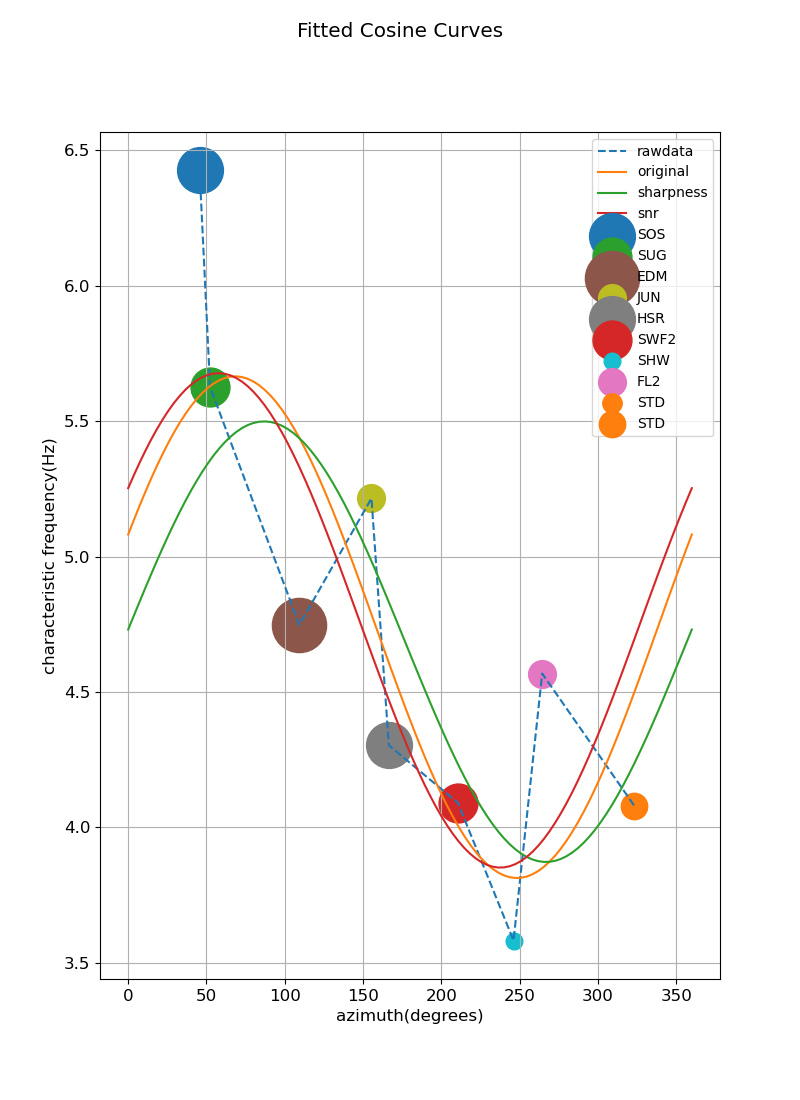 Fitted Cosine Curves
6.5
6.0
5.5
5.0
4.5
4.0
3.5
characteristic frequency(Hz)
rawdata
original
sharpness
snr
SOS
SUG
EDM
JUN
HSR
SWF2
SHW
FL2
STD
STD
0 50 100 150 200 250 300 350
azimuth(degrees)